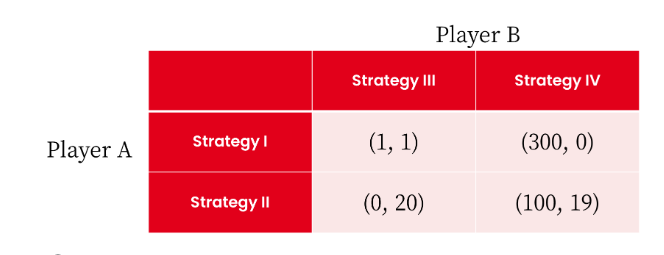 Player B
Strategy III Strategy IV
Player A
Strategy I (1, 1) (300, 0)
Strategy II (0, 20) (100, 19)